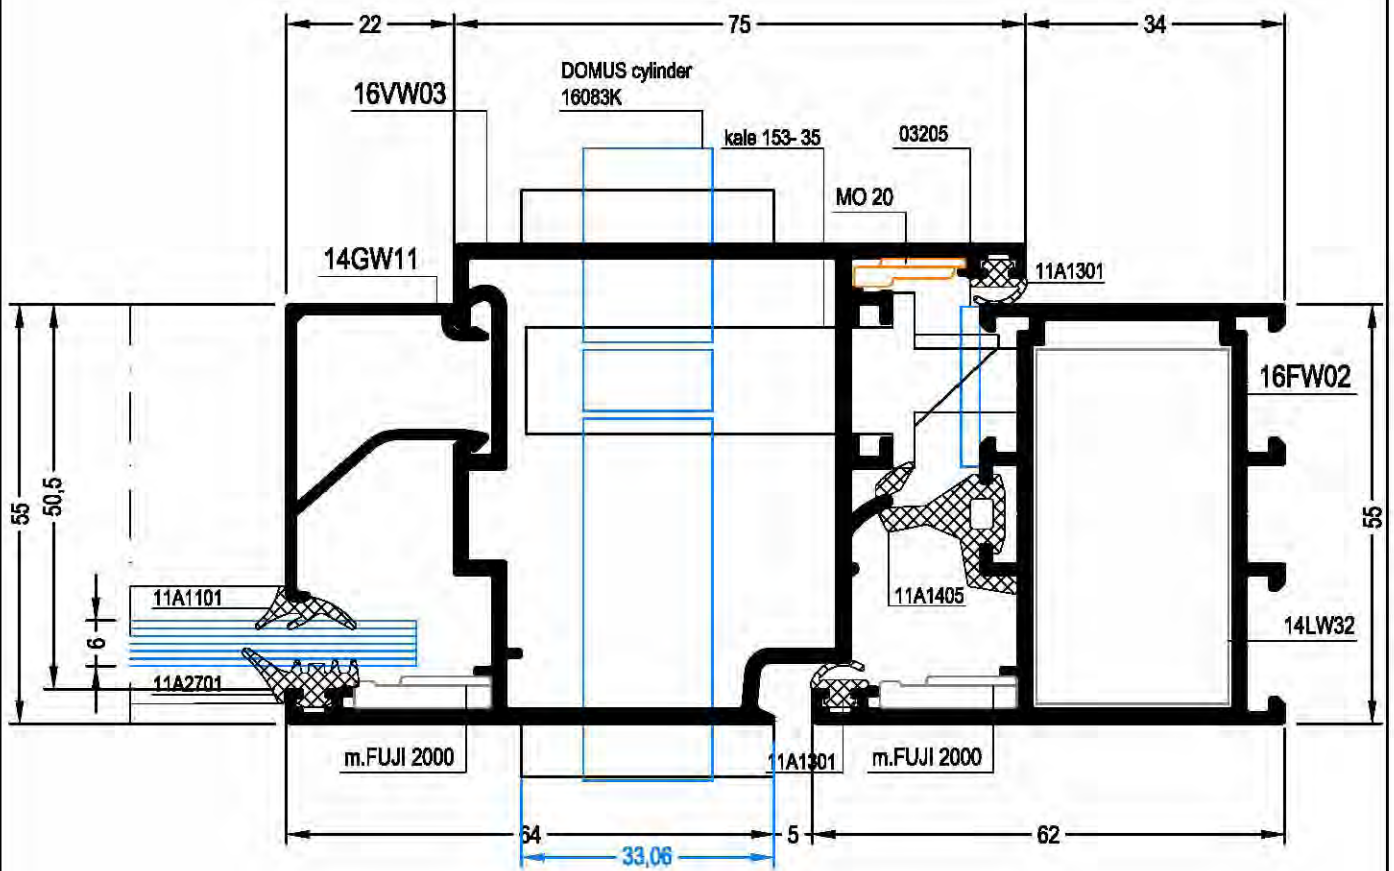 22
75
34
DOMUS cylinder
16083K
16VW03
kale 153- 35
03205
MO 20
14GW11
11A1301
16FW02
55
50,5
55
11A1101
11A1405
6
14LW32
11A2701
m.FUJI 2000
11A1301
m.FUJI 2000
64
5
62
33,06